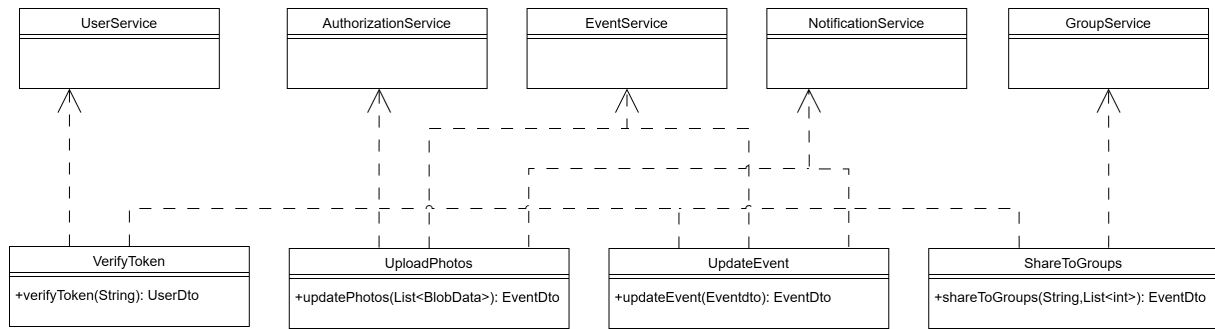 UserService
AuthorizationService
EventService
NotificationService
GroupService
VerifyToken
+verifyToken(String): UserDto
UploadPhotos
+updatePhotos(List<BlobData>): EventDto
UpdateEvent
+updateEvent(Eventdto): EventDto
ShareToGroups
+shareToGroups(String,List<int>): EventDto